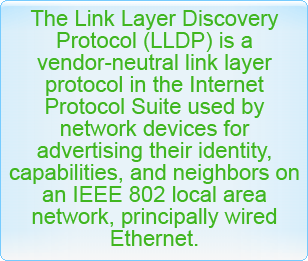 The Link Layer Discovery
Protocol (LLDP) is a
vendor-neutral link layer
protocol in the Internet
Protocol Suite used by
network devices for
advertising their identity,
capabilities, and neighbors on
an IEEE 802 local area
network, principally wired
Ethernet.